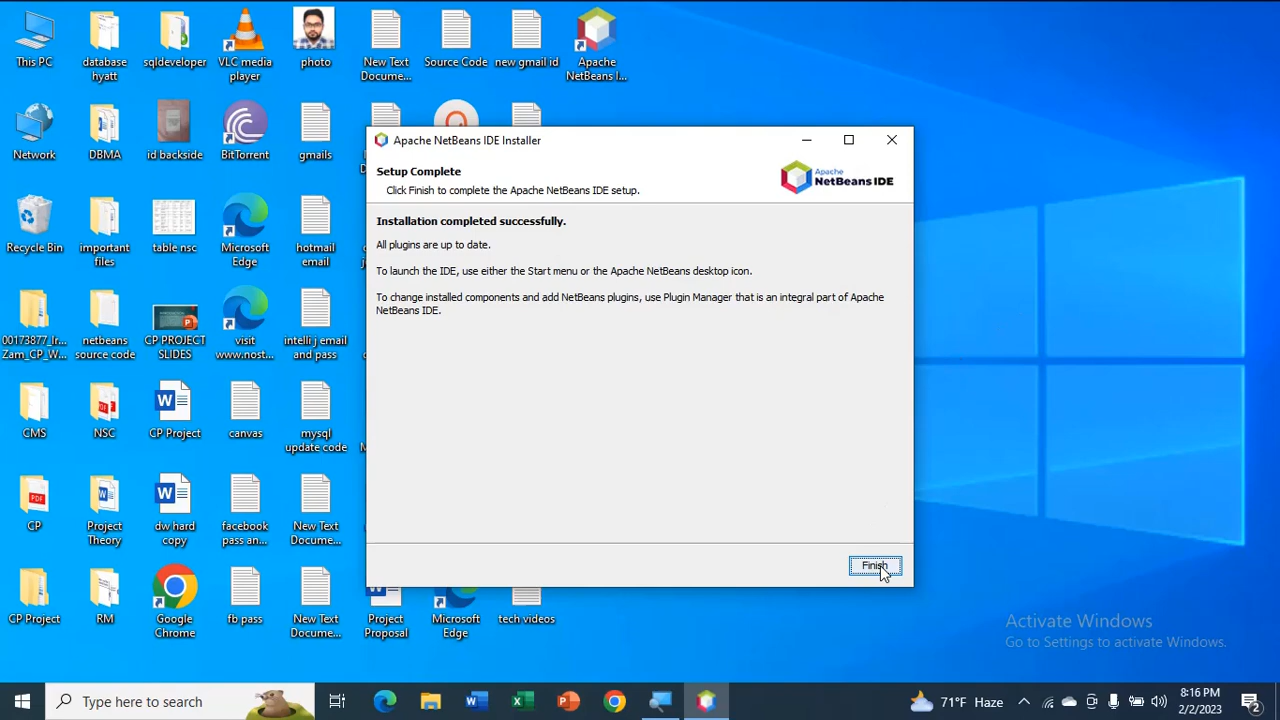 This PC
database hyatt
sqldeveloper
VLC media player
photo
New Text Docume...
Source Code
new gmail id
Apache NetBeans I...
Network
DBMA
id backside
BitTorrent
gmails
Recycle Bin
important files
table nsc
Microsoft Edge
hotmail email
00173877_Ir... Zam_CP_W...
netbeans source code
CP PROJECT SLIDES
visit www.nost...
intelli j email and pass
CMS
NSC
CP Project
canvas
mysql update code
CP
Project Theory
dw hard copy
facebook pass an...
New Text Docume...
CP Project
RM
Google Chrome
fb pass
New Text Docume...
Project Proposal
Microsoft Edge
tech videos
Apache NetBeans IDE Installer
Setup Complete
Click Finish to complete the Apache NetBeans IDE setup.
Apache
NetBeans IDE
Installation completed successfully.
All plugins are up to date.
To launch the IDE, use either the Start menu or the Apache NetBeans desktop icon.
To change installed components and add NetBeans plugins, use Plugin Manager that is an integral part of Apache
NetBeans IDE.
Finish
Activate Windows
Go to Settings to activate Windows.
Type here to search
71°F Haze
8:16 PM
2/2/2023
2